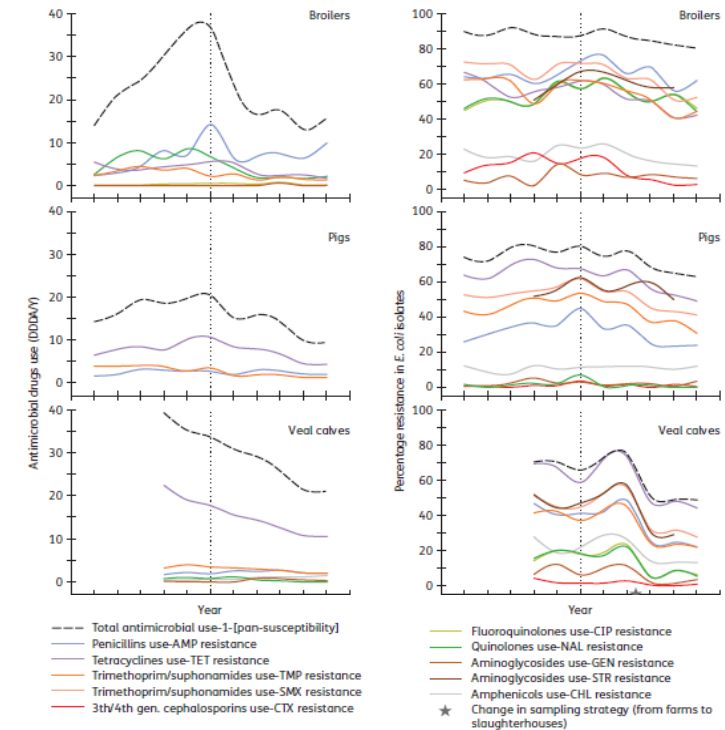 Broilers
40
30
20
10
0
Broilers
100
80
60
40
20
0
Antimicrobial drugs use (DDDA/Y)
Pigs
40
30
20
10
0
Percentage resistance in E. coli isolates
Pigs
100
80
60
40
20
0
Veal calves
40
30
20
10
0
Year
Veal calves
100
80
60
40
20
0
Year
Total antimicrobial use-1-[pan-susceptibility]
Penicillins use-AMP resistance
Tetracyclines use-TET resistance
Trimethoprim/suphonamides use-TMP resistance
Trimethoprim/suphonamides use-SMX resistance
3th/4th gen. cephalosporins use-CTX resistance
Fluoroquinolones use-CIP resistance
Quinolones use-NAL resistance
Aminoglycosides use-GEN resistance
Aminoglycosides use-STR resistance
Amphenicols use-CHL resistance
Change in sampling strategy (from farms to
slaughterhouses)